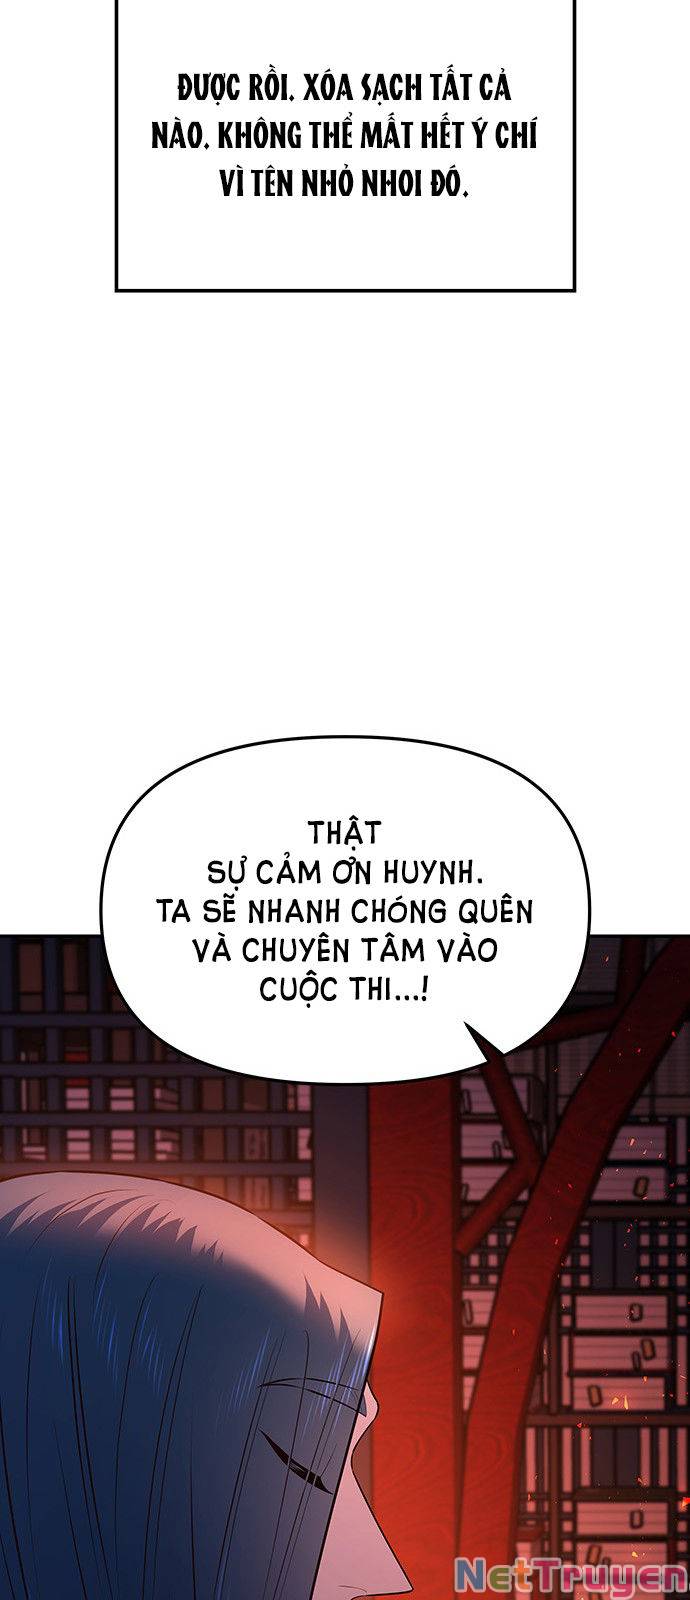 ĐƯỢC RỒI. XÓA SẠCH TẤT CẢ
NÀO. KHÔNG THỂ MẤT HẾT Ý CHÍ
VÌ TÊN NHỎ NHOI ĐÓ.
THẬT
SỰ CẢM ƠN HUYNH.
TA SẼ NHANH CHÓNG QUÊN
VÀ CHUYÊN TÂM VÀO
CUỘC THI...!
NetTruyen